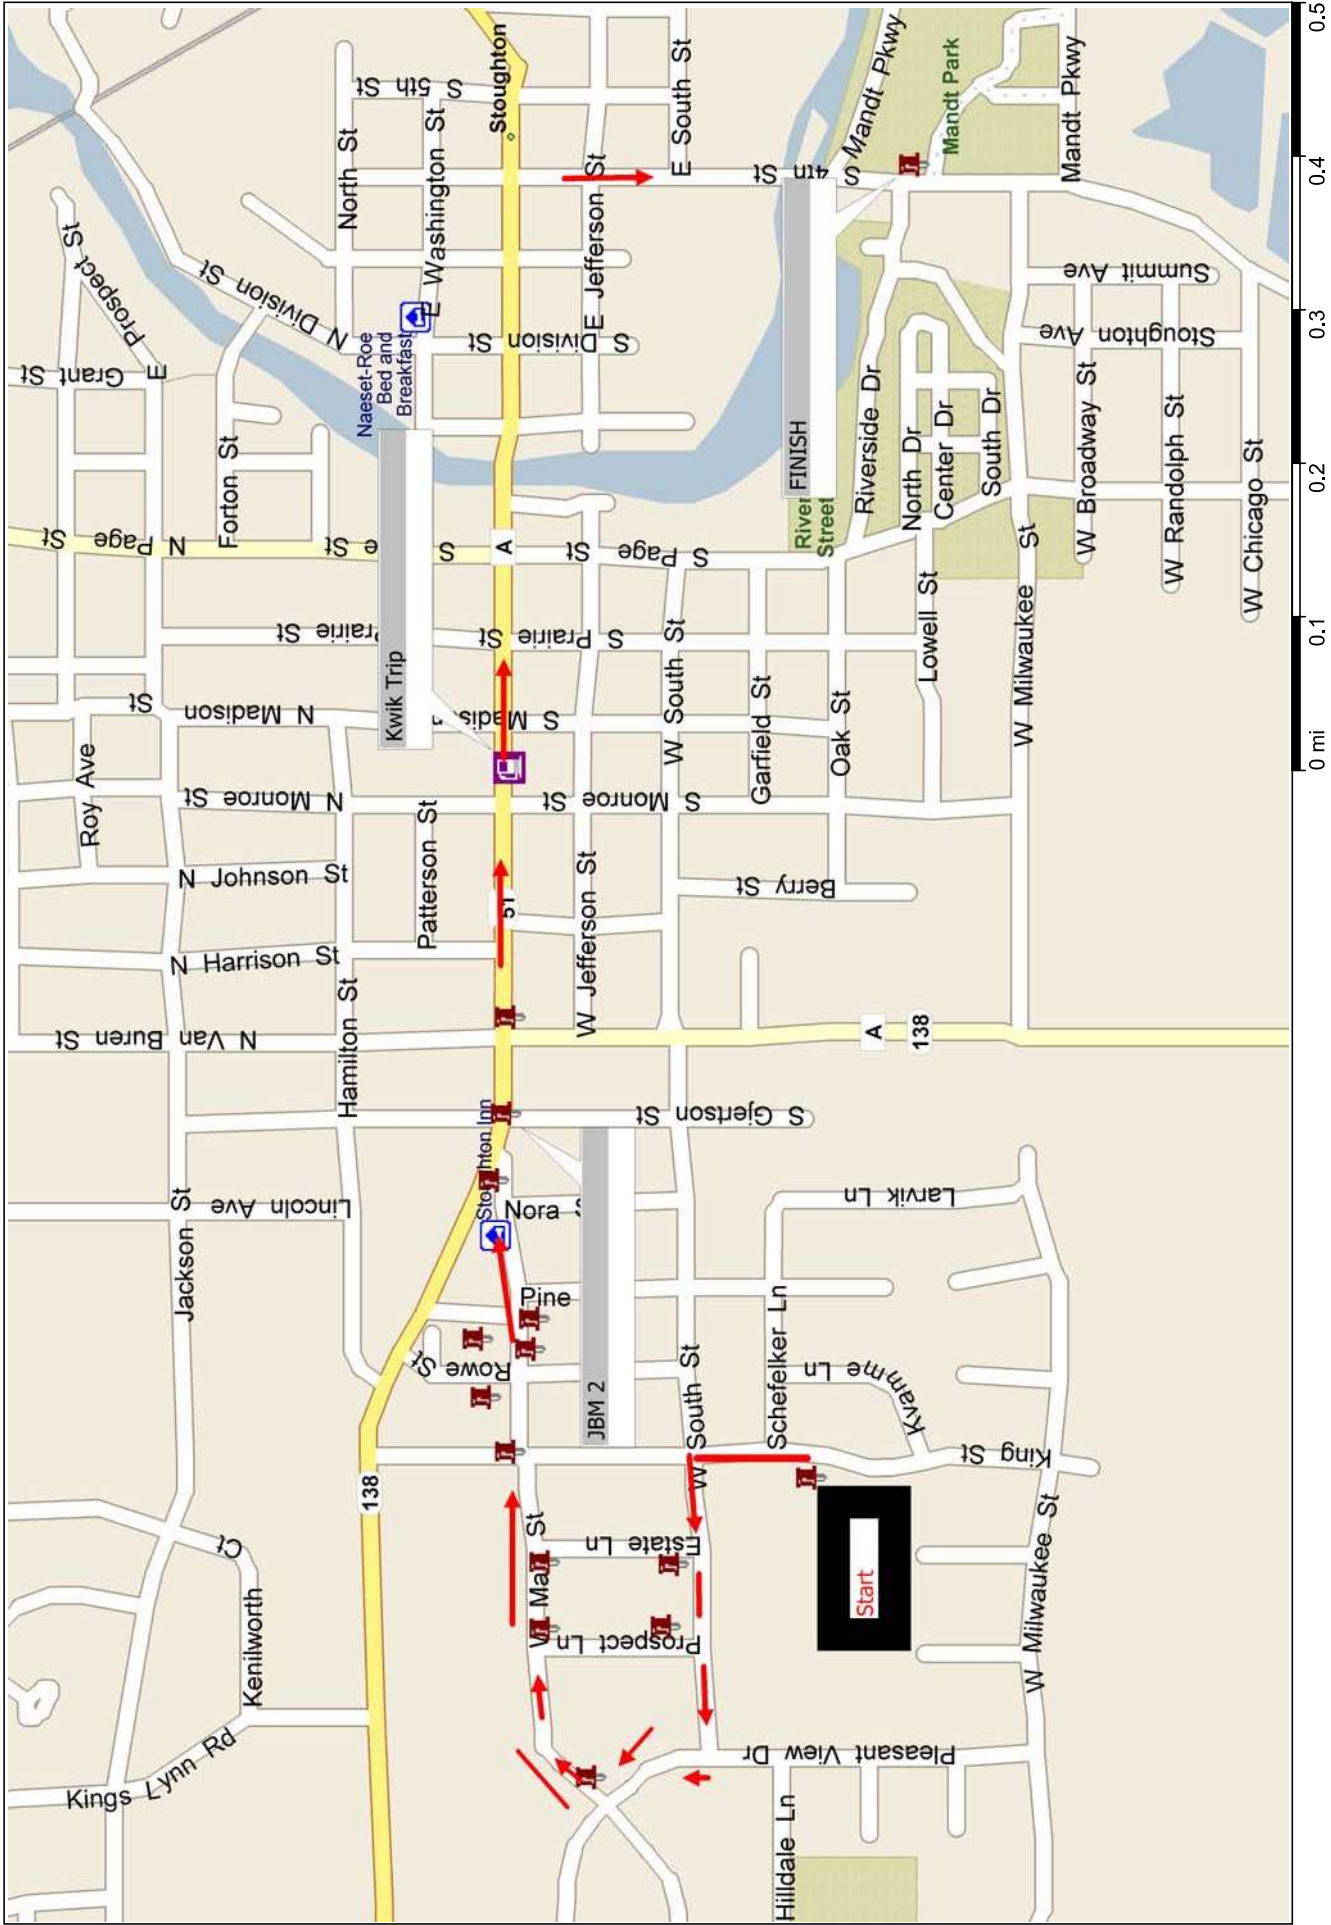 Stoughton
S 5th St
North St
E Washington St
E South St
Mandt Pkwy
Mandt Park
Mandt Pkwy
S 4th St
E Jefferson St
Prospect St
E
N Division St
Grant St
Naeset-Roe
Bed and
Breakfast
S Division St
FINISH
Summit Ave
Stoughton Ave
Riverside Dr
North Dr
Center Dr
South Dr
W Broadway St
W Randolph St
W Chicago St
Forton St
N Page St
e St
S
A
S Page St
River
Street
Lowell St
W Milwaukee St
Prairie St
S Prairie St
Kwik Trip
St
N Madison St
S Madison St
W South St
Garfield St
Oak St
Roy Ave
N Monroe St
S Monroe St
Patterson St
N Johnson St
51
W Jefferson St
Berry St
N Harrison St
Hamilton St
N Van Buren St
A
138
S Gjertson St
Stoughton Inn
Nora S
JBM 2
Lincoln Ave
Jackson St
Larvik Ln
Pine
Rowe St
Schefelker Ln
W South St
Kvamme Ln
King St
138
W Ma
St
Estate Ln
Prospect Ln
Start
W Milwaukee St
W Milwaukee St
Ct
Kenilworth
Kings Lynn Rd
Pleasant View Dr
Hilldale Ln
0 mi
0.1
0.2
0.3
0.4
0.5